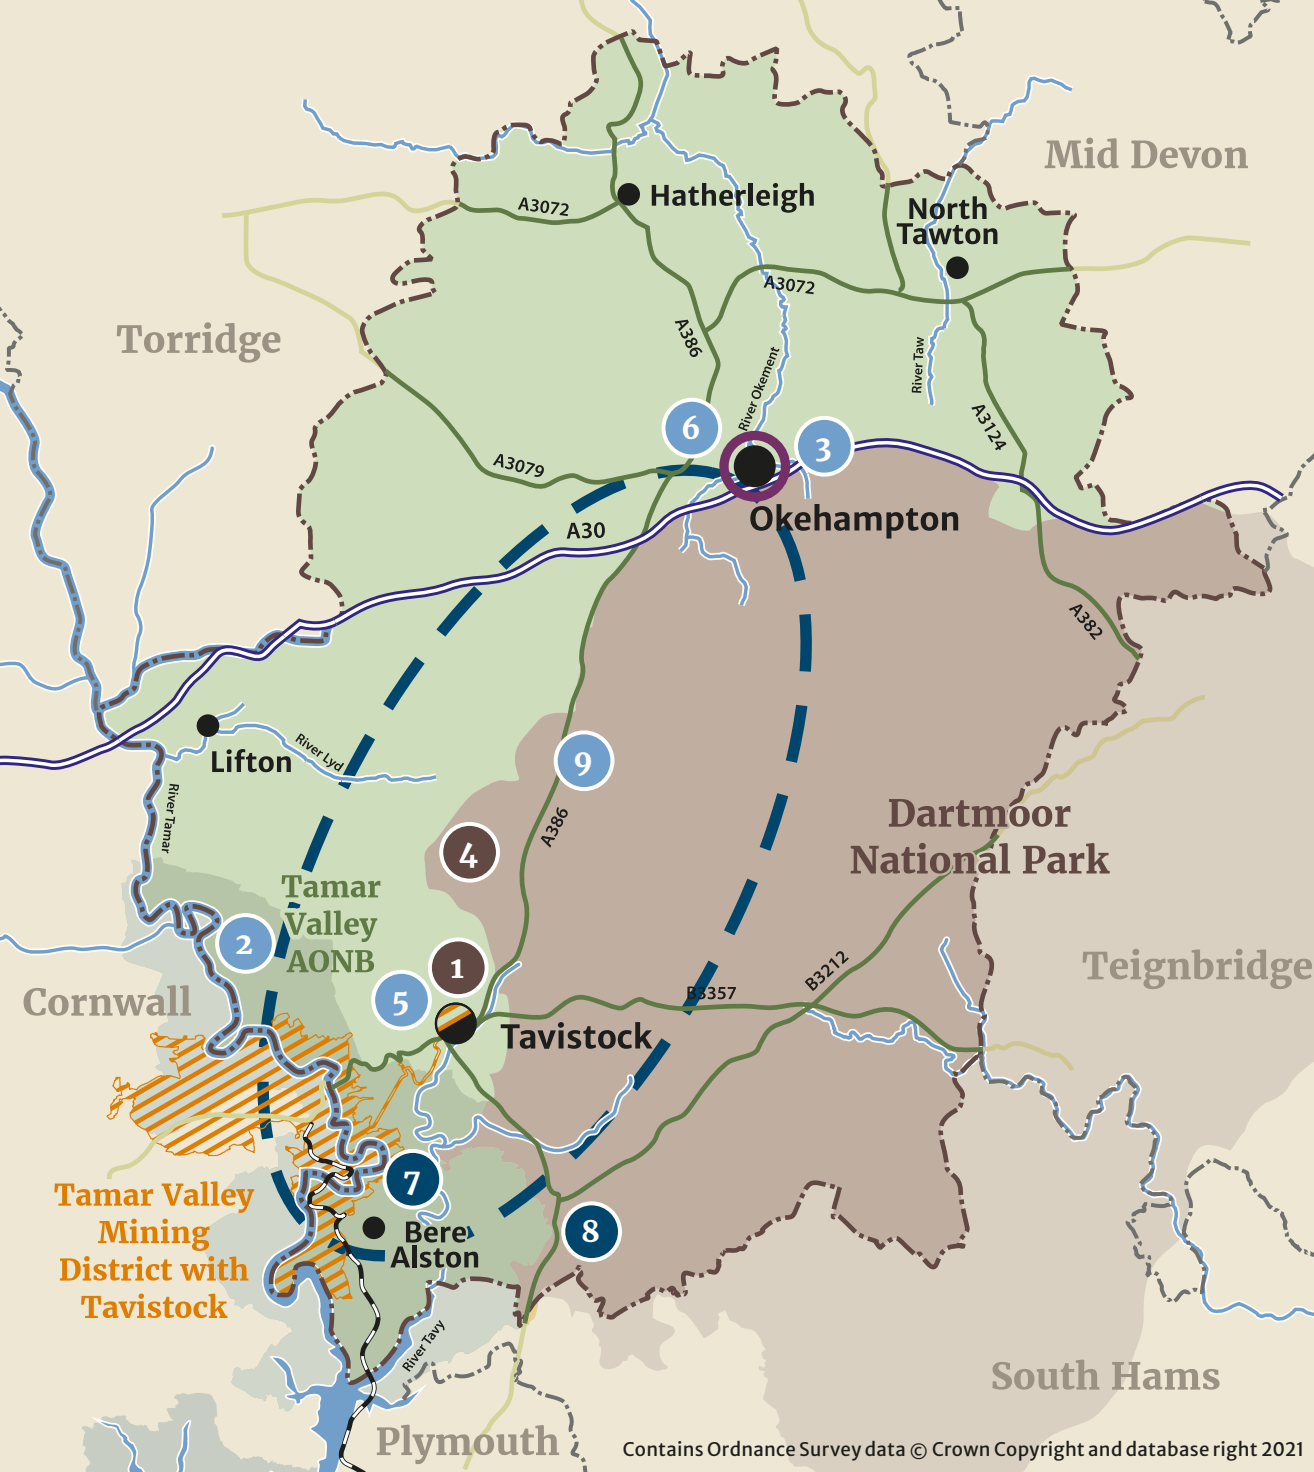 Mid Devon
Hatherleigh
A3072
North
Tawton
A3072
A386
Torridge
River Okement
River Taw
A3124
6
3
A3079
Okehampton
A30
A382
Lifton
River Lyd
9
River Tamar
A386
Dartmoor
National Park
4
Tamar
Valley
AONB
2
1
5
B3212
Teignbridge
B3357
Cornwall
Tavistock
7
Tamar Valley
Mining
District with
Tavistock
8
Bere
Alston
River Tavy
South Hams
Plymouth
Contains Ordnance Survey data © Crown Copyright and database right 2021